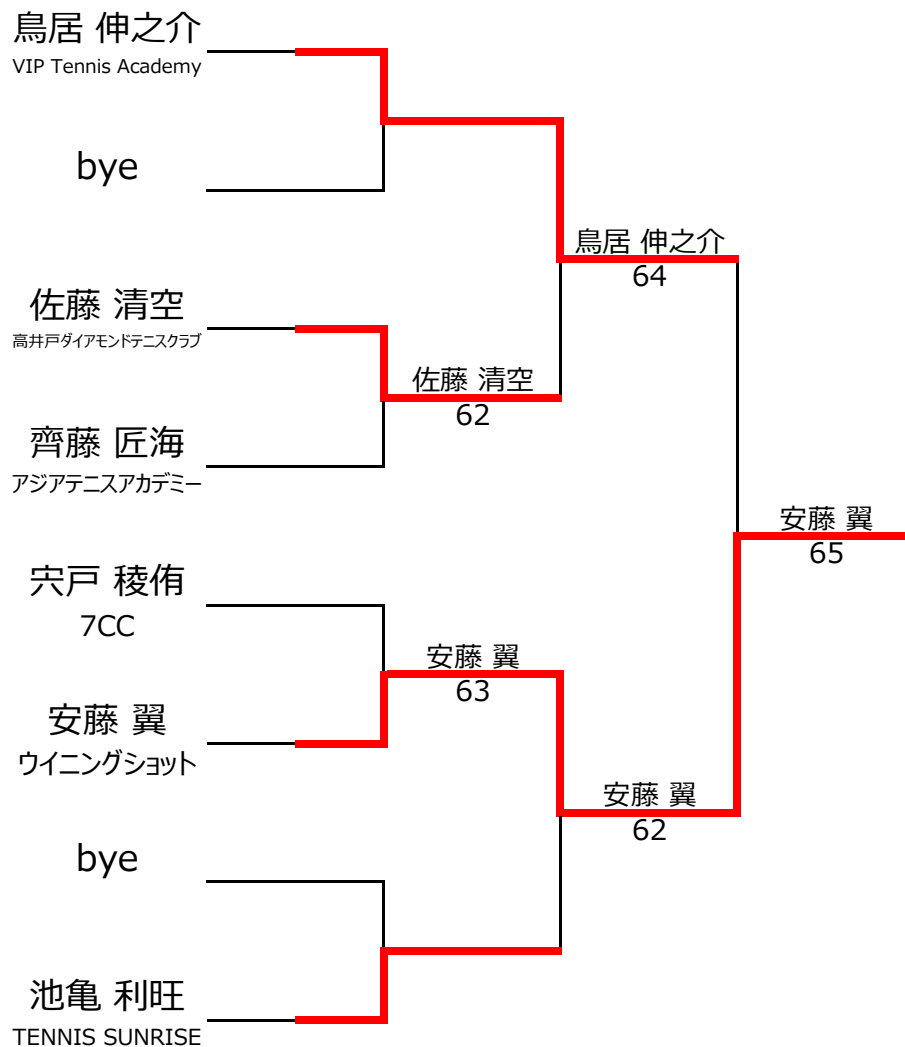 鳥居 伸之介
VIP Tennis Academy
bye
鳥居 伸之介
64
佐藤 清空
高井戸ダイアモンドテニスクラブ
佐藤 清空
62
齊藤 匠海
アジアテニスアカデミー
安藤 翼
65
宍戸 稜侑
7CC
安藤 翼
63
安藤 翼
ウイニングショット
安藤 翼
62
bye
池亀 利旺
TENNIS SUNRISE